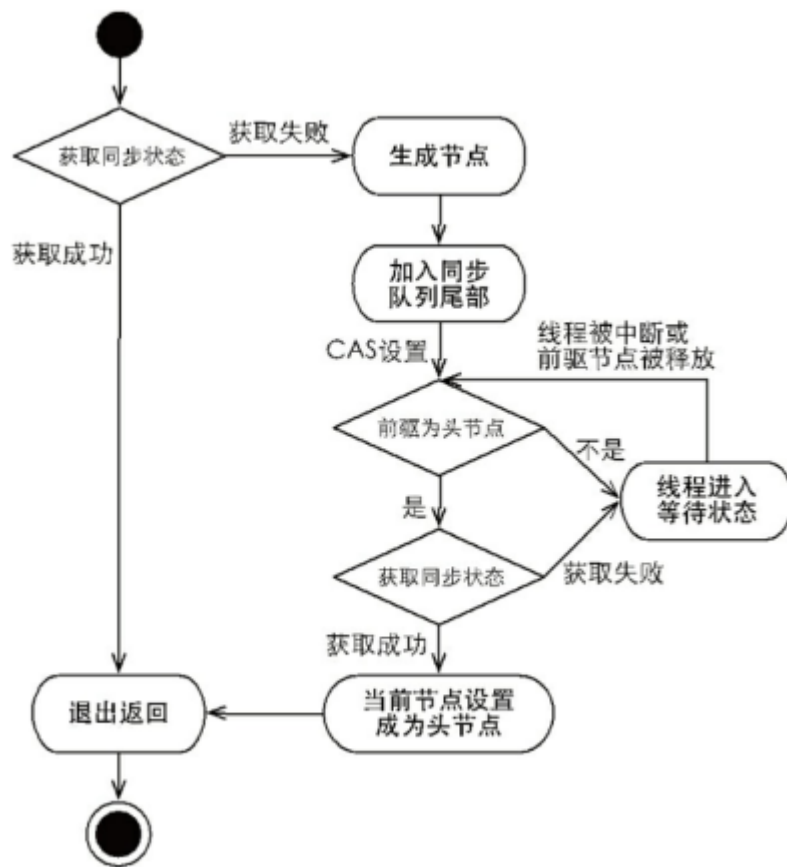 获取失败
获取同步状态
生成节点
获取成功
加入同步
队列尾部
CAS设置
线程被中断或
前驱节点被释放
前驱为头节点
不是
线程进入
等待状态
是
获取同步状态
获取失败
获取成功
退出返回
当前节点设置
成为头节点